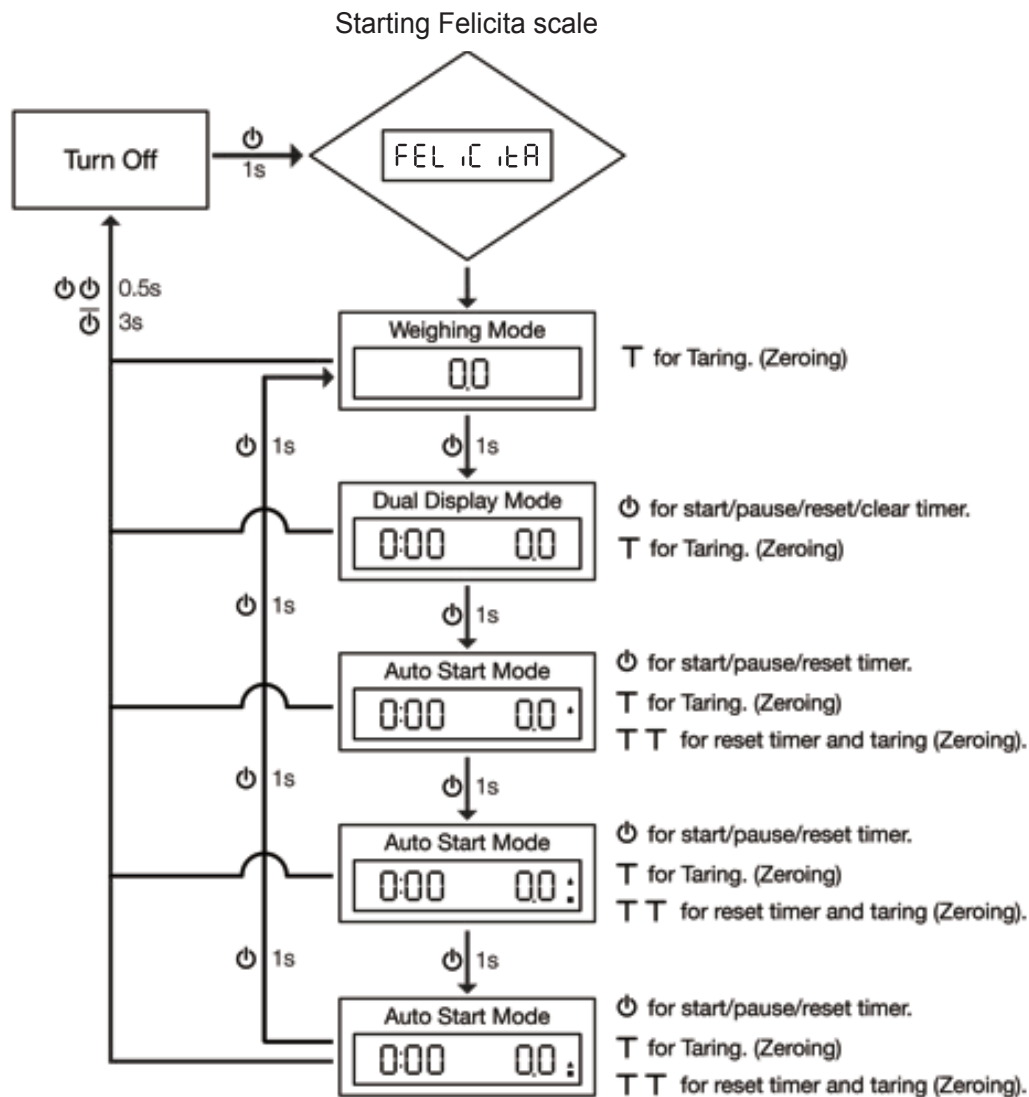 Starting Felicita scale
FELiCitA
Turn Off
⏻
1s
⏻⏻ 0.5s
⏻ 3s
Weighing Mode
0.0
T for Taring. (Zeroing)
⏻ 1s
⏻ 1s
Dual Display Mode
0:00 0.0
⏻ for start/pause/reset/clear timer.
T for Taring. (Zeroing)
⏻ 1s
⏻ 1s
Auto Start Mode
0:00 0.0
⏻ for start/pause/reset timer.
T for Taring. (Zeroing)
T T for reset timer and taring (Zeroing).
⏻ 1s
⏻ 1s
Auto Start Mode
0:00 0.0
⏻ for start/pause/reset timer.
T for Taring. (Zeroing)
T T for reset timer and taring (Zeroing).
⏻ 1s
⏻ 1s
Auto Start Mode
0:00 0.0
⏻ for start/pause/reset timer.
T for Taring. (Zeroing)
T T for reset timer and taring (Zeroing).